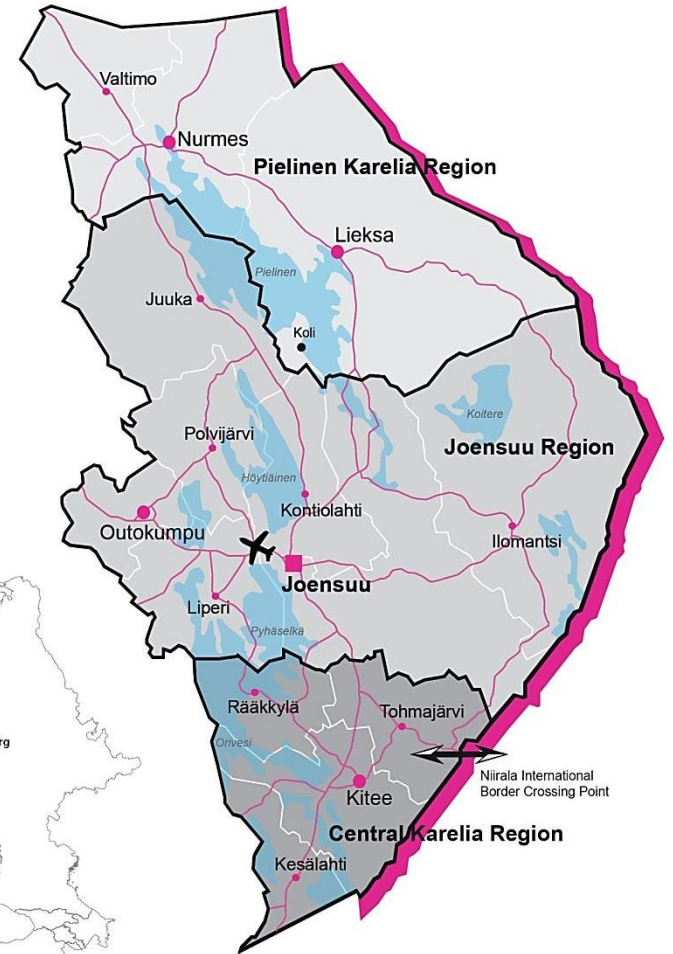 Valtimo
Nurmes
Pielinen Karelia Region
Lieksa
Pielinen
Juuka
Koli
Koitere
Polvijärvi
Joensuu Region
Höytiäinen
Kontiolahti
Outokumpu
Ilomantsi
Joensuu
Liperi
Pyhäselkä
Rääkkylä
Tohmajärvi
Orivesi
rg
Niirala International
Border Crossing Point
Kitee
Central Karelia Region
Kesälahti